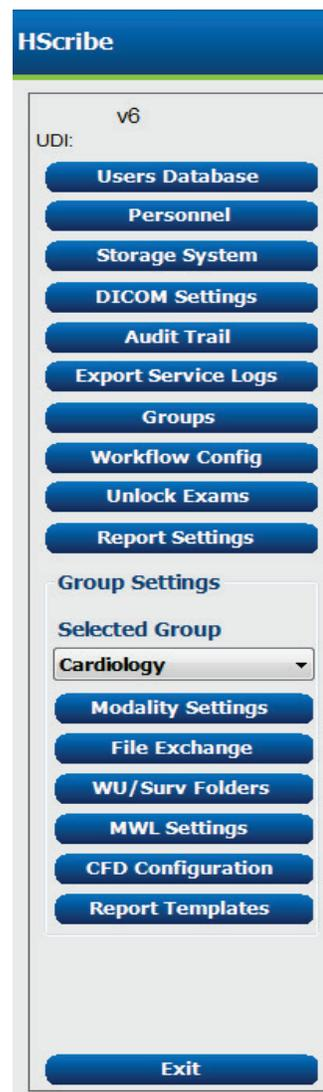 HScribe
v6
UDI:
Users Database
Personnel
Storage System
DICOM Settings
Audit Trail
Export Service Logs
Groups
Workflow Config
Unlock Exams
Report Settings
Group Settings
Selected Group
Cardiology
Modality Settings
File Exchange
WU/Surv Folders
MWL Settings
CFD Configuration
Report Templates
Exit